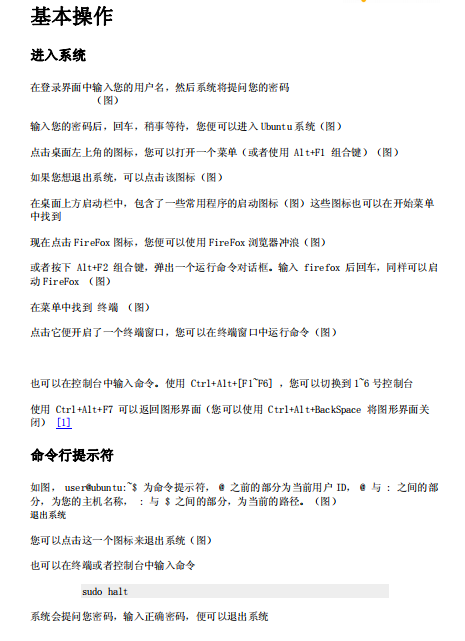 基本操作
进入系统
在登录界面中输入您的用户名，然后系统将提问您的密码
（图）
输入您的密码后，回车，稍事等待，您便可以进入 Ubuntu 系统（图）
点击桌面左上角的图标，您可以打开一个菜单（或者使用 Alt+F1 组合键）（图）
如果您想退出系统，可以点击该图标（图）
在桌面上方启动栏中，包含了一些常用程序的启动图标（图）这些图标也可以在开始菜单
中找到
现在点击 FireFox 图标，您便可以使用 FireFox 浏览器冲浪（图）
或者按下 Alt+F2 组合键，弹出一个运行命令对话框。输入 firefox 后回车，同样可以启
动 FireFox （图）
在菜单中找到 终端 （图）
点击它便开启了一个终端窗口，您可以在终端窗口中运行命令（图）
也可以在控制台中输入命令。使用 Ctrl+Alt+[F1~F6] ，您可以切换到 1~6 号控制台
使用 Ctrl+Alt+F7 可以返回图形界面（您可以使用 Ctrl+Alt+BackSpace 将图形界面关
闭） [1]
命令行提示符
如图， user@ubuntu:~$ 为命令提示符， @ 之前的部分为当前用户 ID， @ 与 : 之间的部
分，为您的主机名称， : 与 $ 之间的部分，为当前的路径。（图）
退出系统
您可以点击这一个图标来退出系统（图）
也可以在终端或者控制台中输入命令
sudo halt
系统会提问您密码，输入正确密码，便可以退出系统